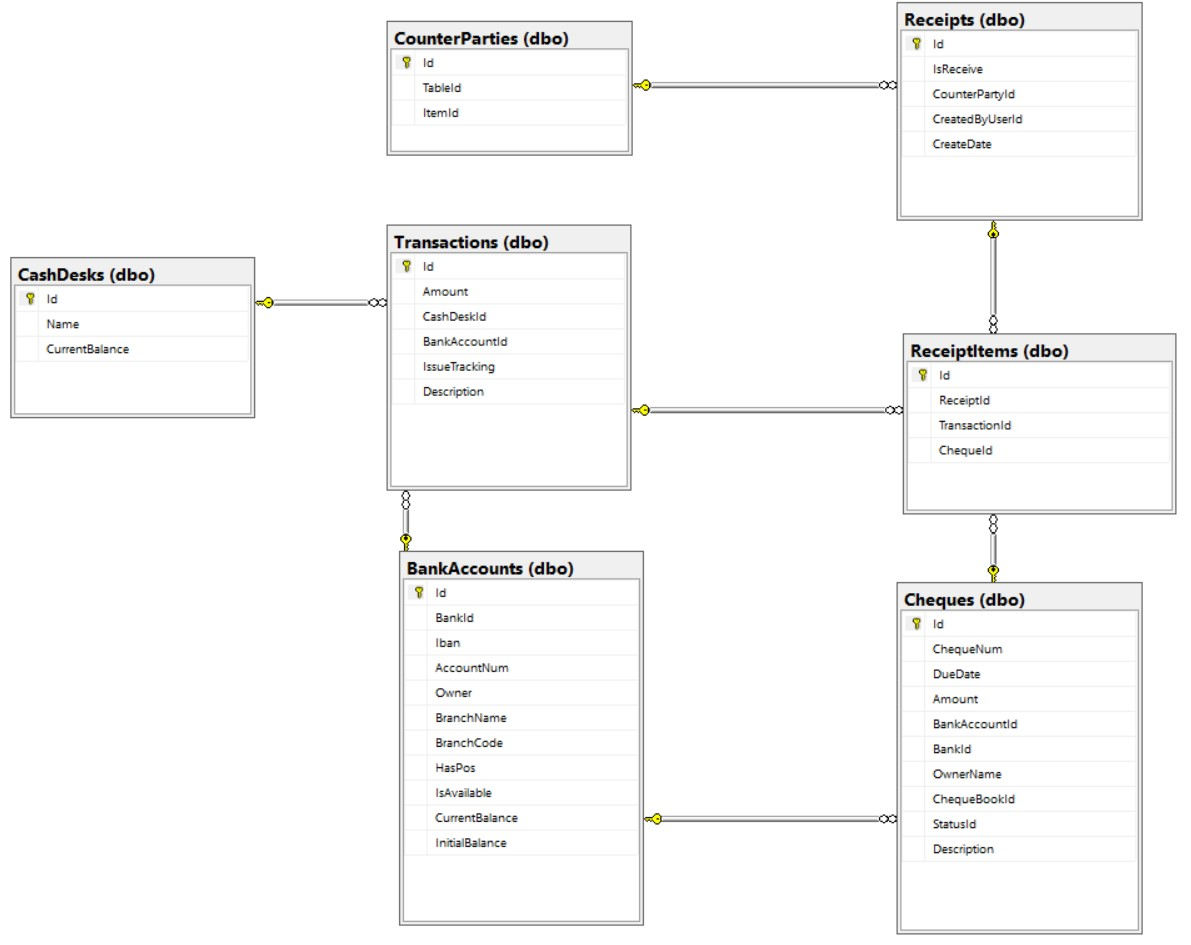 CounterParties (dbo)
Id
TableId
ItemId
Receipts (dbo)
Id
IsReceive
CounterPartyId
CreatedByUserId
CreateDate
CashDesks (dbo)
Id
Name
CurrentBalance
Transactions (dbo)
Id
Amount
CashDeskId
BankAccountId
IssueTracking
Description
ReceiptItems (dbo)
Id
ReceiptId
TransactionId
ChequeId
BankAccounts (dbo)
Id
BankId
Iban
AccountNum
Owner
BranchName
BranchCode
HasPos
IsAvailable
CurrentBalance
InitialBalance
Cheques (dbo)
Id
ChequeNum
DueDate
Amount
BankAccountId
BankId
OwnerName
ChequeBookId
StatusId
Description